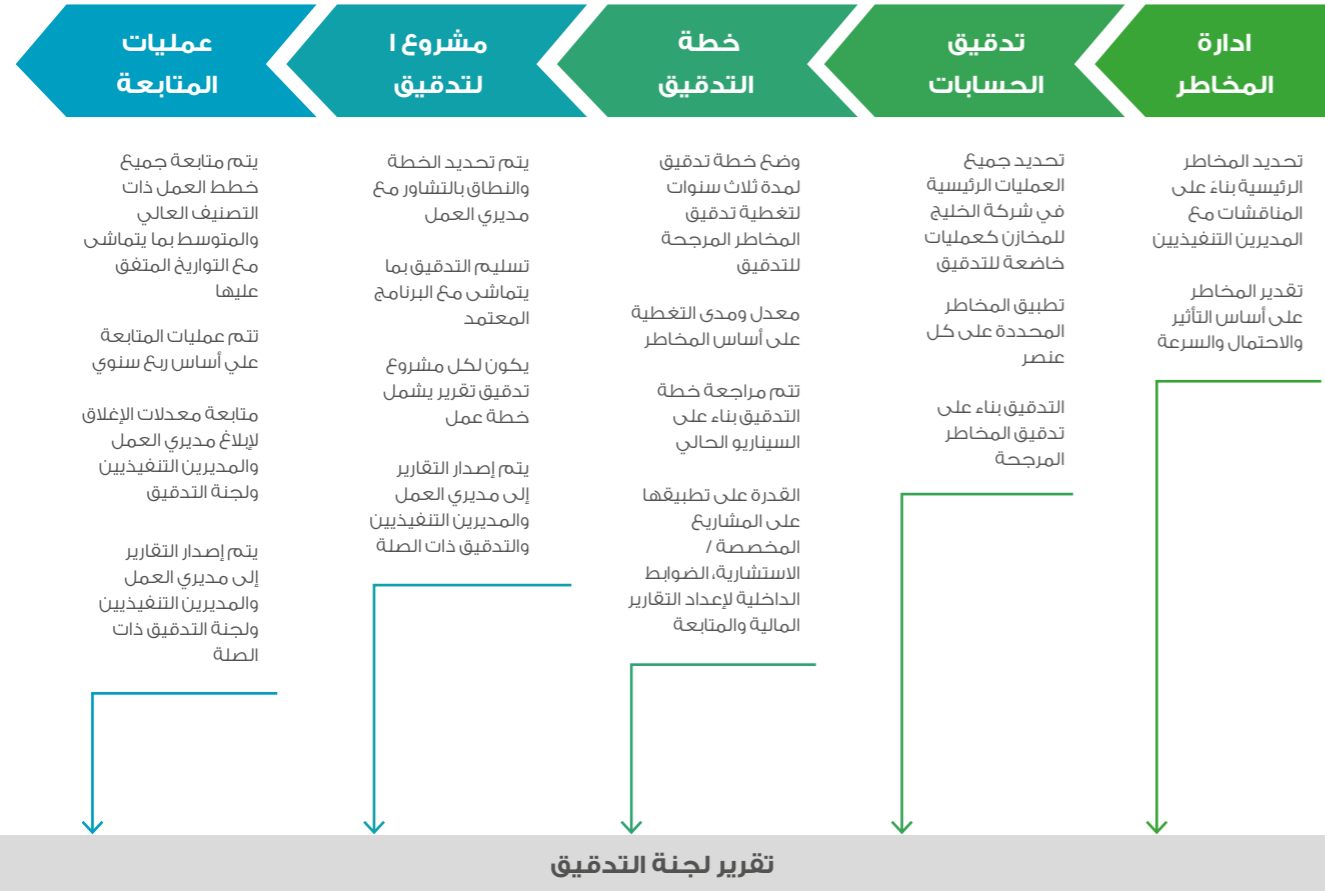 ادارة
المخاطر
تحديد المخاطر
الرئيسية بناءَ على
المناقشات مع
المديرين التنفيذيين
تقدير المخاطر
على أساس التأثير
والاحتمال والسرعة
تدقيق
الحسابات
تحديد جميع
العمليات الرئيسية
في شركة الخليج
للمخازن كعمليات
خاضعة للتدقيق
تطبيق المخاطر
المحددة على كل
عنصر
التدقيق بناء على
تدقيق المخاطر
المرجحة
خطة
التدقيق
وضع خطة تدقيق
لمدة ثلاث سنوات
لتغطية تدقيق
المخاطر المرجحة
للتدقيق
معدل ومدى التغطية
على أساس المخاطر
تتم مراجعة خطة
التدقيق بناء على
السيناريو الحالي
القدرة على تطبيقها
على المشاريع
المخصصة /
الاستشارية، الضوابط
الداخلية لإعداد التقارير
المالية والمتابعة
مشروع ا
لتدقيق
يتم تحديد الخطة
والنطاق بالتشاور مع
مديري العمل
تسليم التدقيق بما
يتماشى مع البرنامج
المعتمد
يكون لكل مشروع
تدقيق تقرير يشمل
خطة عمل
يتم إصدار التقارير
إلى مديري العمل
والمديرين التنفيذيين
والتدقيق ذات الصلة
عمليات
المتابعة
يتم متابعة جميع
خطط العمل ذات
التصنيف العالي
والمتوسط بما يتماشى
مع التواريخ المتفق
عليها
تتم عمليات المتابعة
علي أساس ربع سنوي
متابعة معدلات الإغلاق
لإبلاغ مديري العمل
والمديرين التنفيذيين
ولجنة التدقيق
يتم إصدار التقارير
إلى مديري العمل
والمديرين التنفيذيين
ولجنة التدقيق ذات
الصلة
تقرير لجنة التدقيق